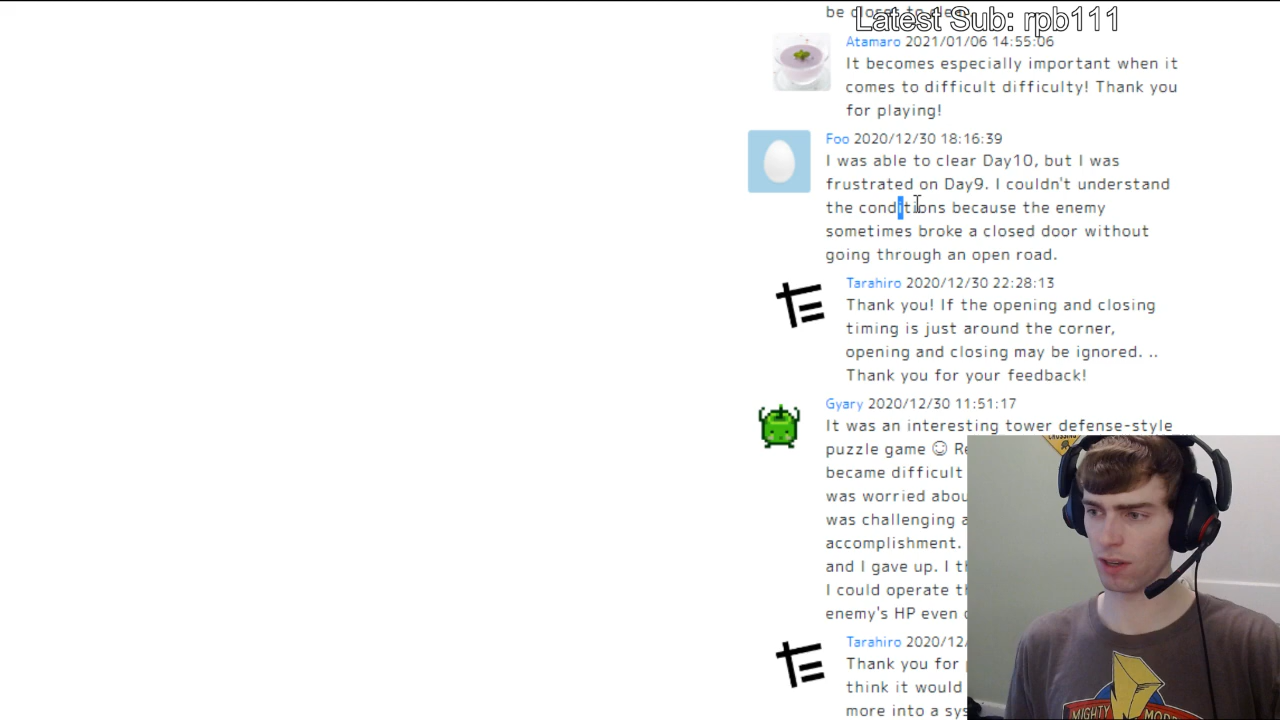 be close to clear
Latest Sub: rpb111
Atamaro 2021/01/06 14:55:06
It becomes especially important when it
comes to difficult difficulty! Thank you
for playing!
Foo 2020/12/30 18:16:39
I was able to clear Day10, but I was
frustrated on Day9. I couldn't understand
the conditions because the enemy
sometimes broke a closed door without
going through an open road.
Tarahiro 2020/12/30 22:28:13
Thank you! If the opening and closing
timing is just around the corner,
opening and closing may be ignored. ..
Thank you for your feedback!
Gyary 2020/12/30 11:51:17
It was an interesting tower defense-style
puzzle game
became difficult
was worried
was challenging
accomplishment.
and I gave up. I
I could operate
enemy's HP even
Tarahiro 2020/12/
Thank you for
think it would
more into a
CROSSING
MIGHTY